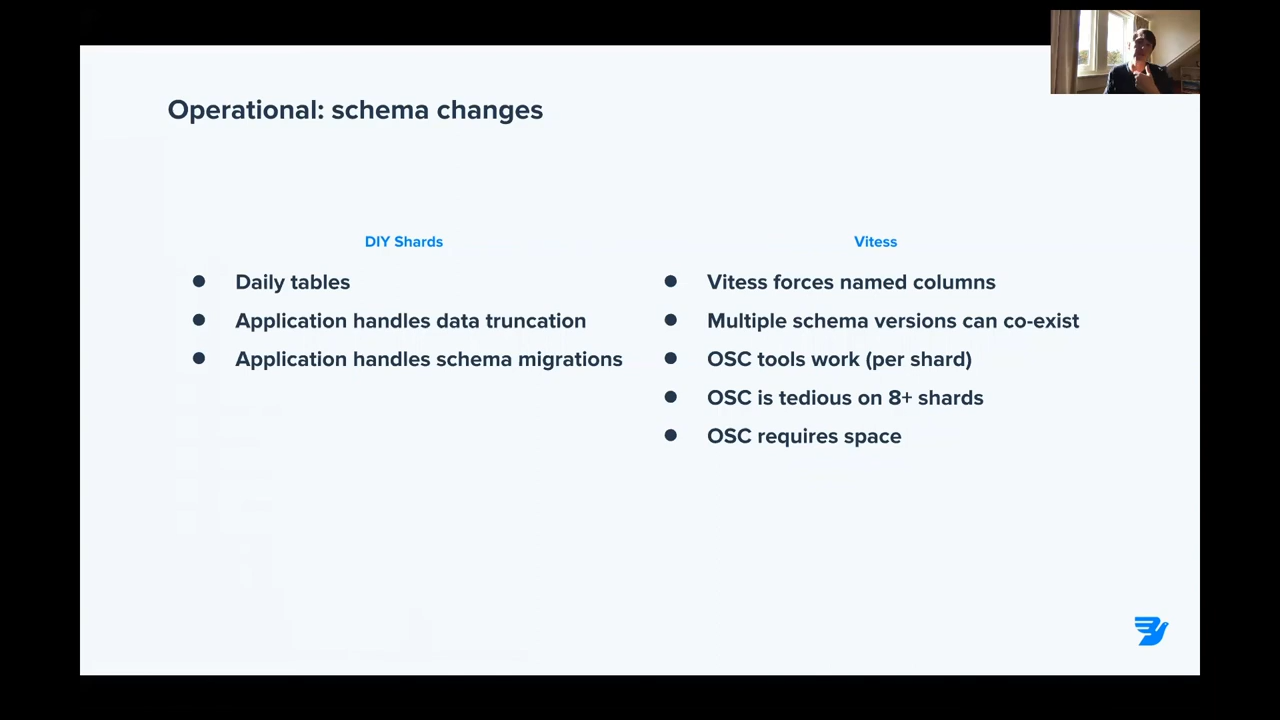 Operational: schema changes
DIY Shards
Daily tables
Application handles data truncation
Application handles schema migrations
Vitess
Vitess forces named columns
Multiple schema versions can co-exist
OSC tools work (per shard)
OSC is tedious on 8+ shards
OSC requires space